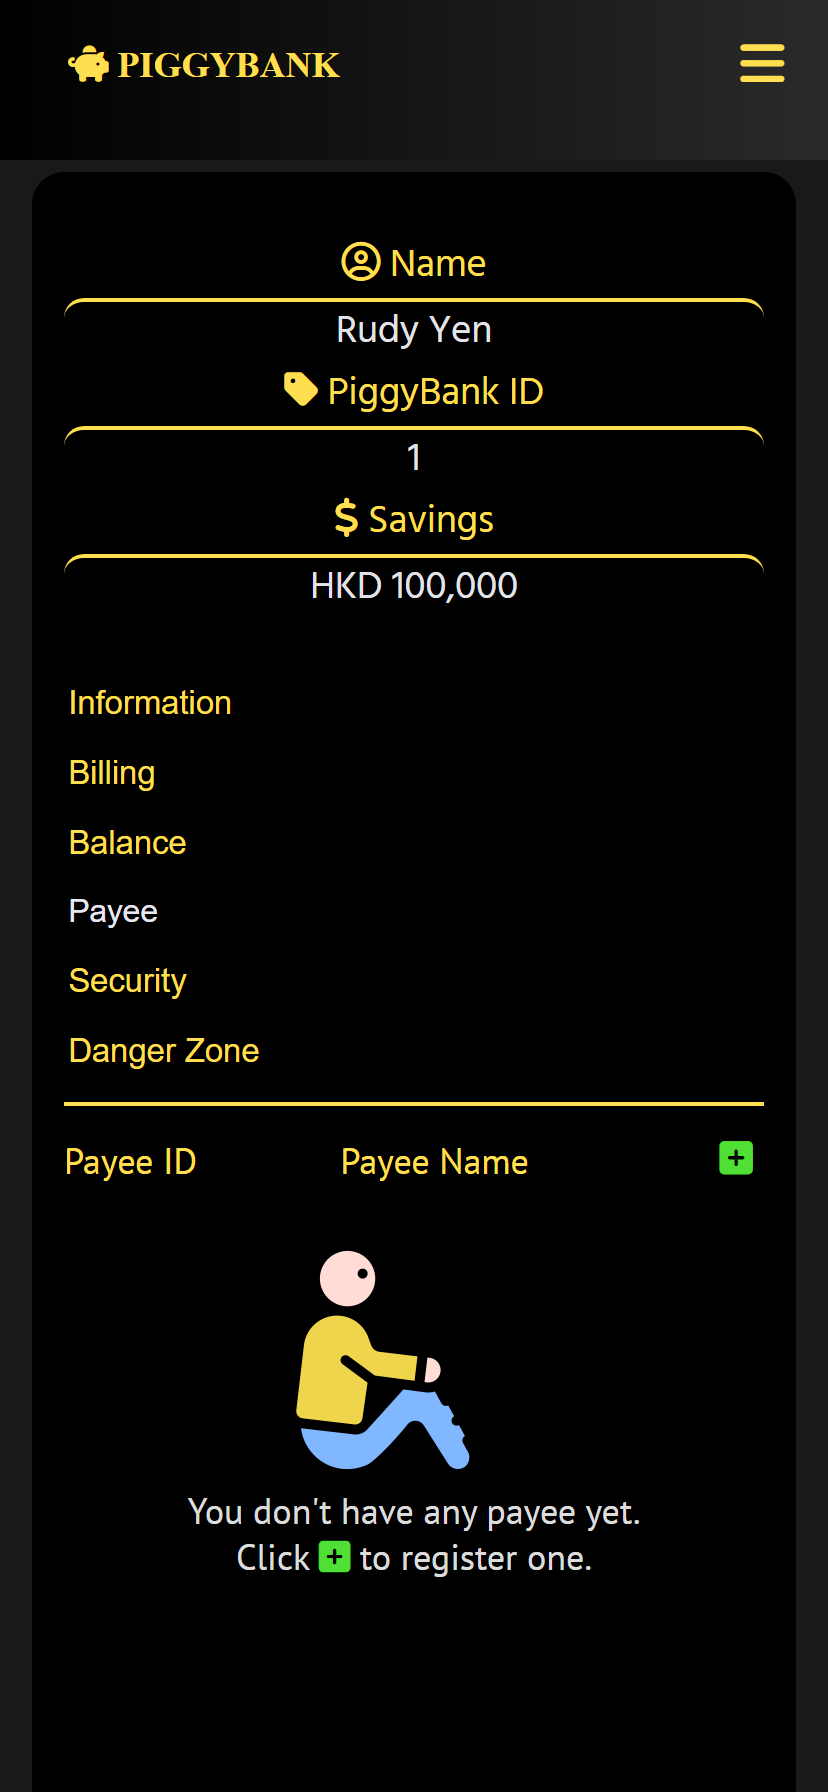 PIGGYBANK
Name
Rudy Yen
PiggyBank ID
1
Savings
HKD 100,000
Information
Billing
Balance
Payee
Security
Danger Zone
Payee ID Payee Name
You don't have any payee yet.
Click to register one.